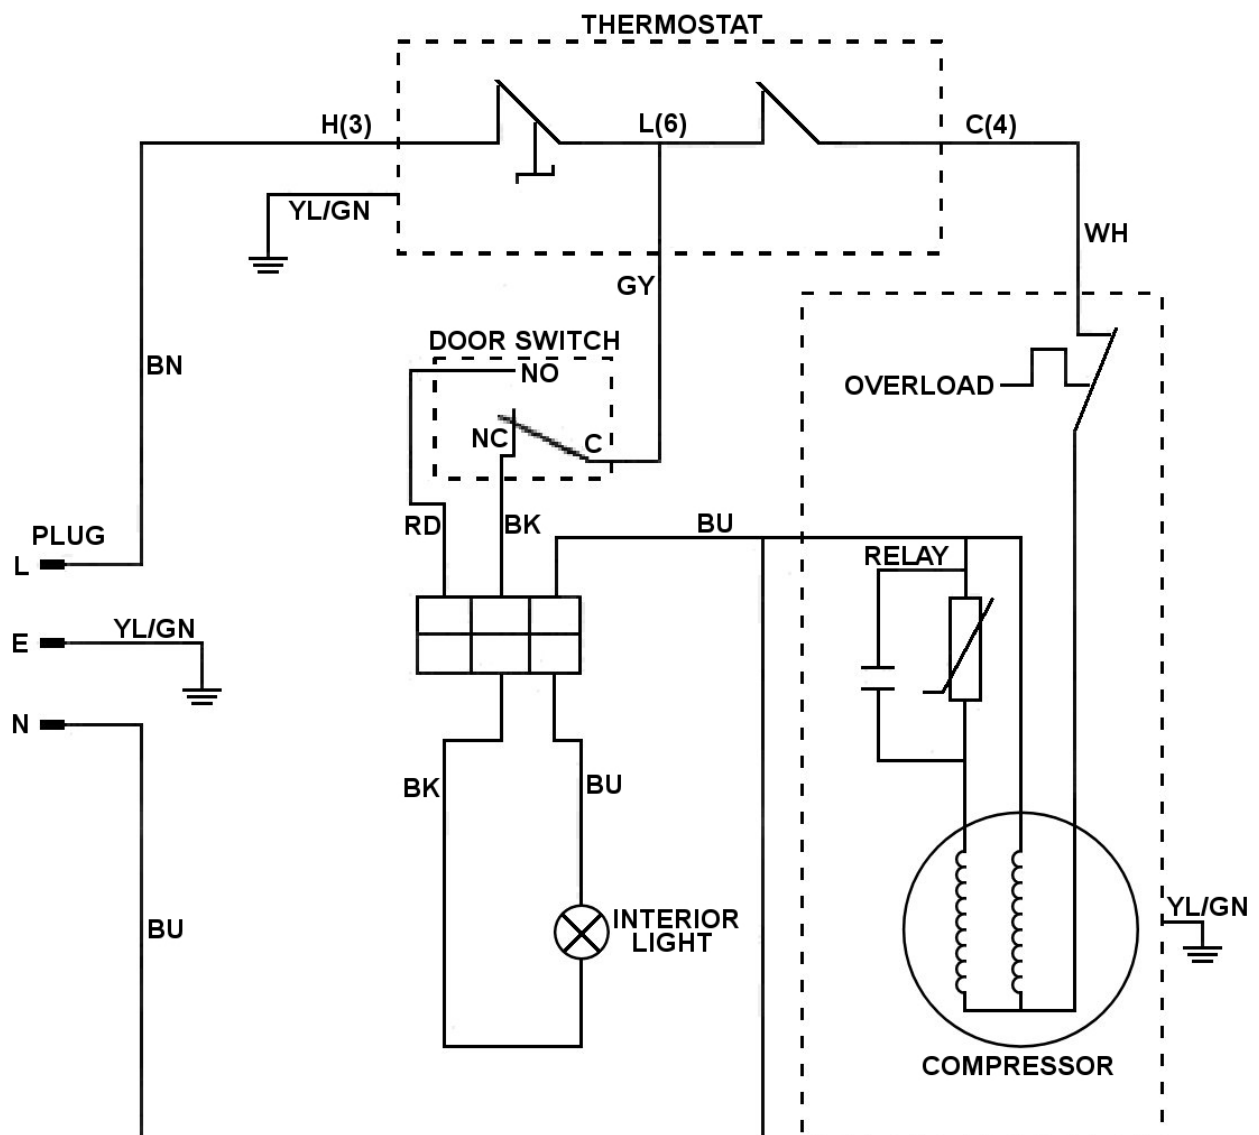 THERMOSTAT
H(3)
L(6)
C(4)
YL/GN
WH
GY
DOOR SWITCH
BN
NO
OVERLOAD
NC
C
RD
BK
BU
PLUG
RELAY
L
YL/GN
E
N
BK
BU
YL/GN
INTERIOR
LIGHT
BU
COMPRESSOR